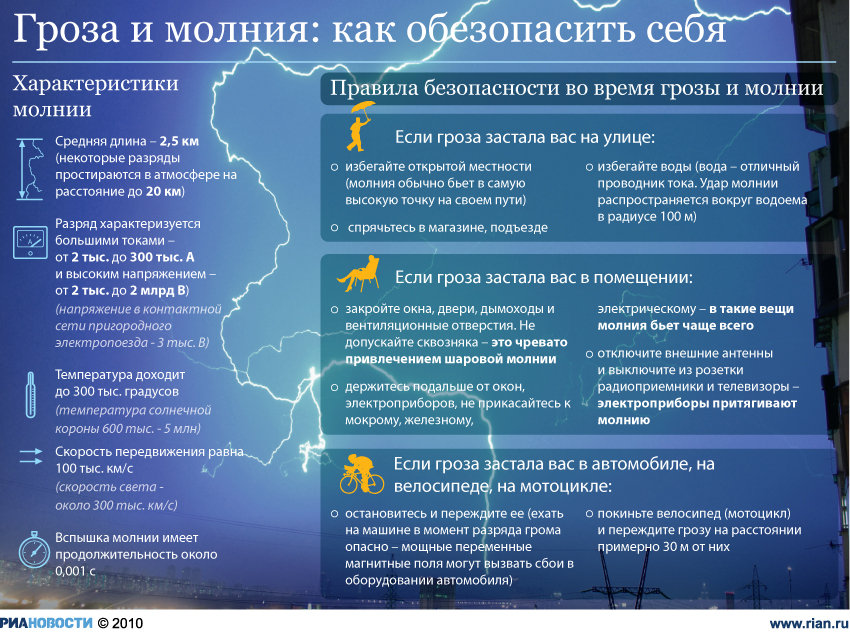 Гроза и молния: как обезопасить себя
Характеристики
молнии
Средняя длина – 2,5 км
(некоторые разряды
простираются в атмосфере на
расстояние до 20 км)
Разряд характеризуется
большими токами –
от 2 тыс. до 300 тыс. А
и высоким напряжением –
от 2 тыс. до 2 млрд В)
(напряжение в контактной
сети пригородного
электропоезда - 3 тыс. В)
Температура доходит
до 300 тыс. градусов
(температура солнечной
короны 600 тыс. - 5 млн)
Скорость передвижения равна
100 тыс. км/с
(скорость света -
около 300 тыс. км/с)
Вспышка молнии имеет
продолжительность около
0,001 с
Правила безопасности во время грозы и молнии
Если гроза застала вас на улице:
избегайте открытой местности
(молния обычно бьет в самую
высокую точку на своем пути)
спрячьтесь в магазине, подъезде
избегайте воды (вода – отличный
проводник тока. Удар молнии
распространяется вокруг водоема
в радиусе 100 м)
Если гроза застала вас в помещении:
закройте окна, двери, дымоходы и
вентиляционные отверстия. Не
допускайте сквозняка – это чревато
привлечением шаровой молнии
держитесь подальше от окон,
электроприборов, не прикасайтесь к
мокрому, железному,
электрическому – в такие вещи
молния бьет чаще всего
отключите внешние антенны
и выключите из розетки
радиоприемники и телевизоры –
электроприборы притягивают
молнию
Если гроза застала вас в автомобиле, на
велосипеде, на мотоцикле:
остановитесь и переждите ее (ехать
на машине в момент разряда грома
опасно – мощные переменные
магнитные поля могут вызвать сбои в
оборудовании автомобиля)
покиньте велосипед (мотоцикл)
и переждите грозу на расстоянии
примерно 30 м от них
РИАНОВОСТИ © 2010
www.rian.ru